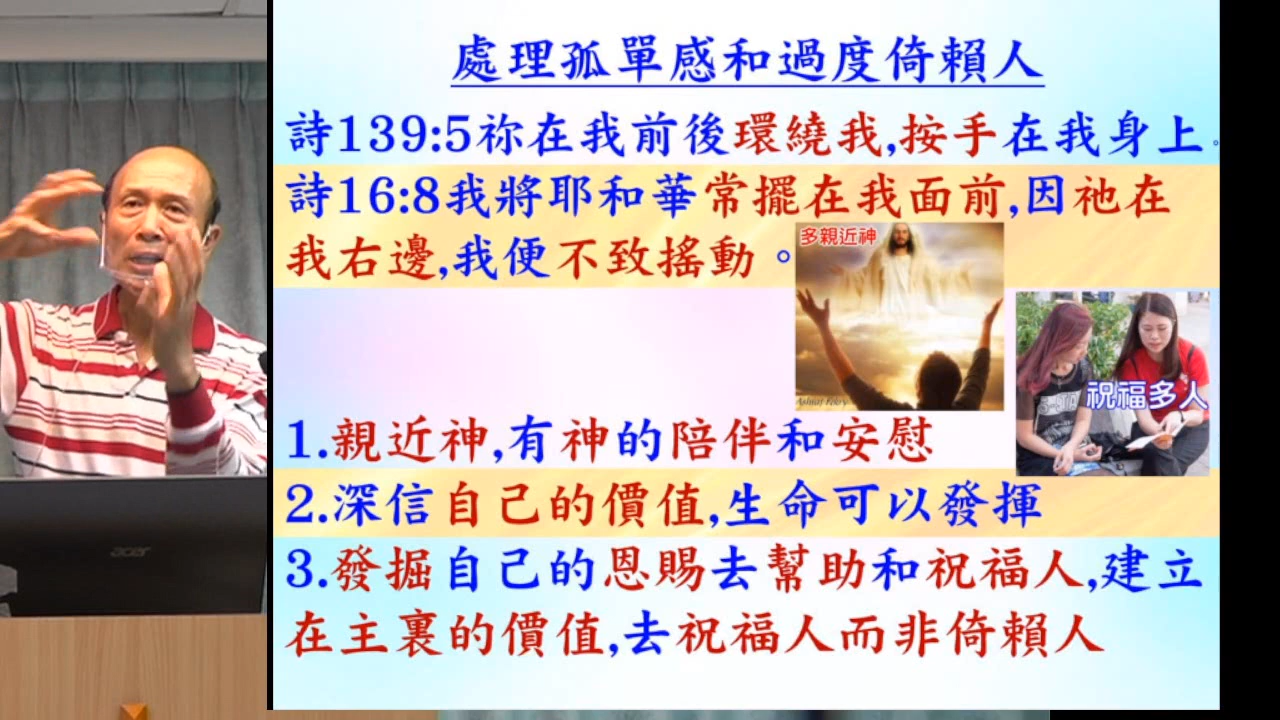 處理孤單感和過度倚賴人
詩139:5祢在我前後環繞我,按手在我身上。
詩16:8我將耶和華常擺在我面前,因祂在
我右邊,我便不致搖動。
多親近神
祝福多人
1.親近神,有神的陪伴和安慰
2.深信自己的價值,生命可以發揮
3.發掘自己的恩賜去幫助和祝福人,建立
在主裏的價值,去祝福人而非倚賴人
acer